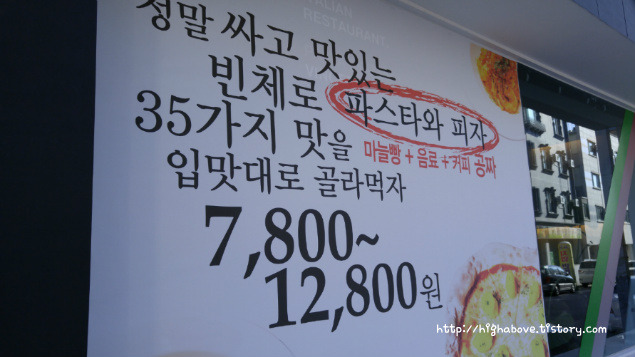 ITALIAN
RESTAURANT
정말 싸고 맛있는
빈체로 파스타와 피자
35가지 맛을 마늘빵 + 음료 + 커피 공짜
입맛대로 골라먹자
7,800~
12,800원
http://highabove.tistory.com